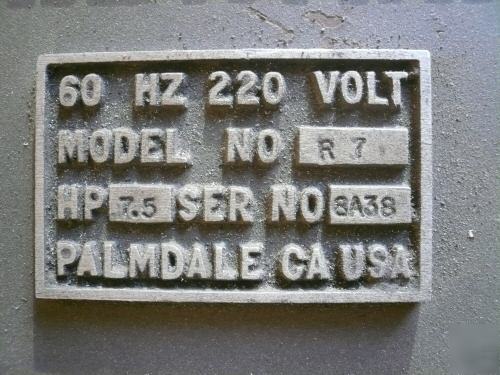 60 HZ 220 VOLT
MODEL NO R 7
HP 7.5 SER NO 8A38
PALMDALE CA USA